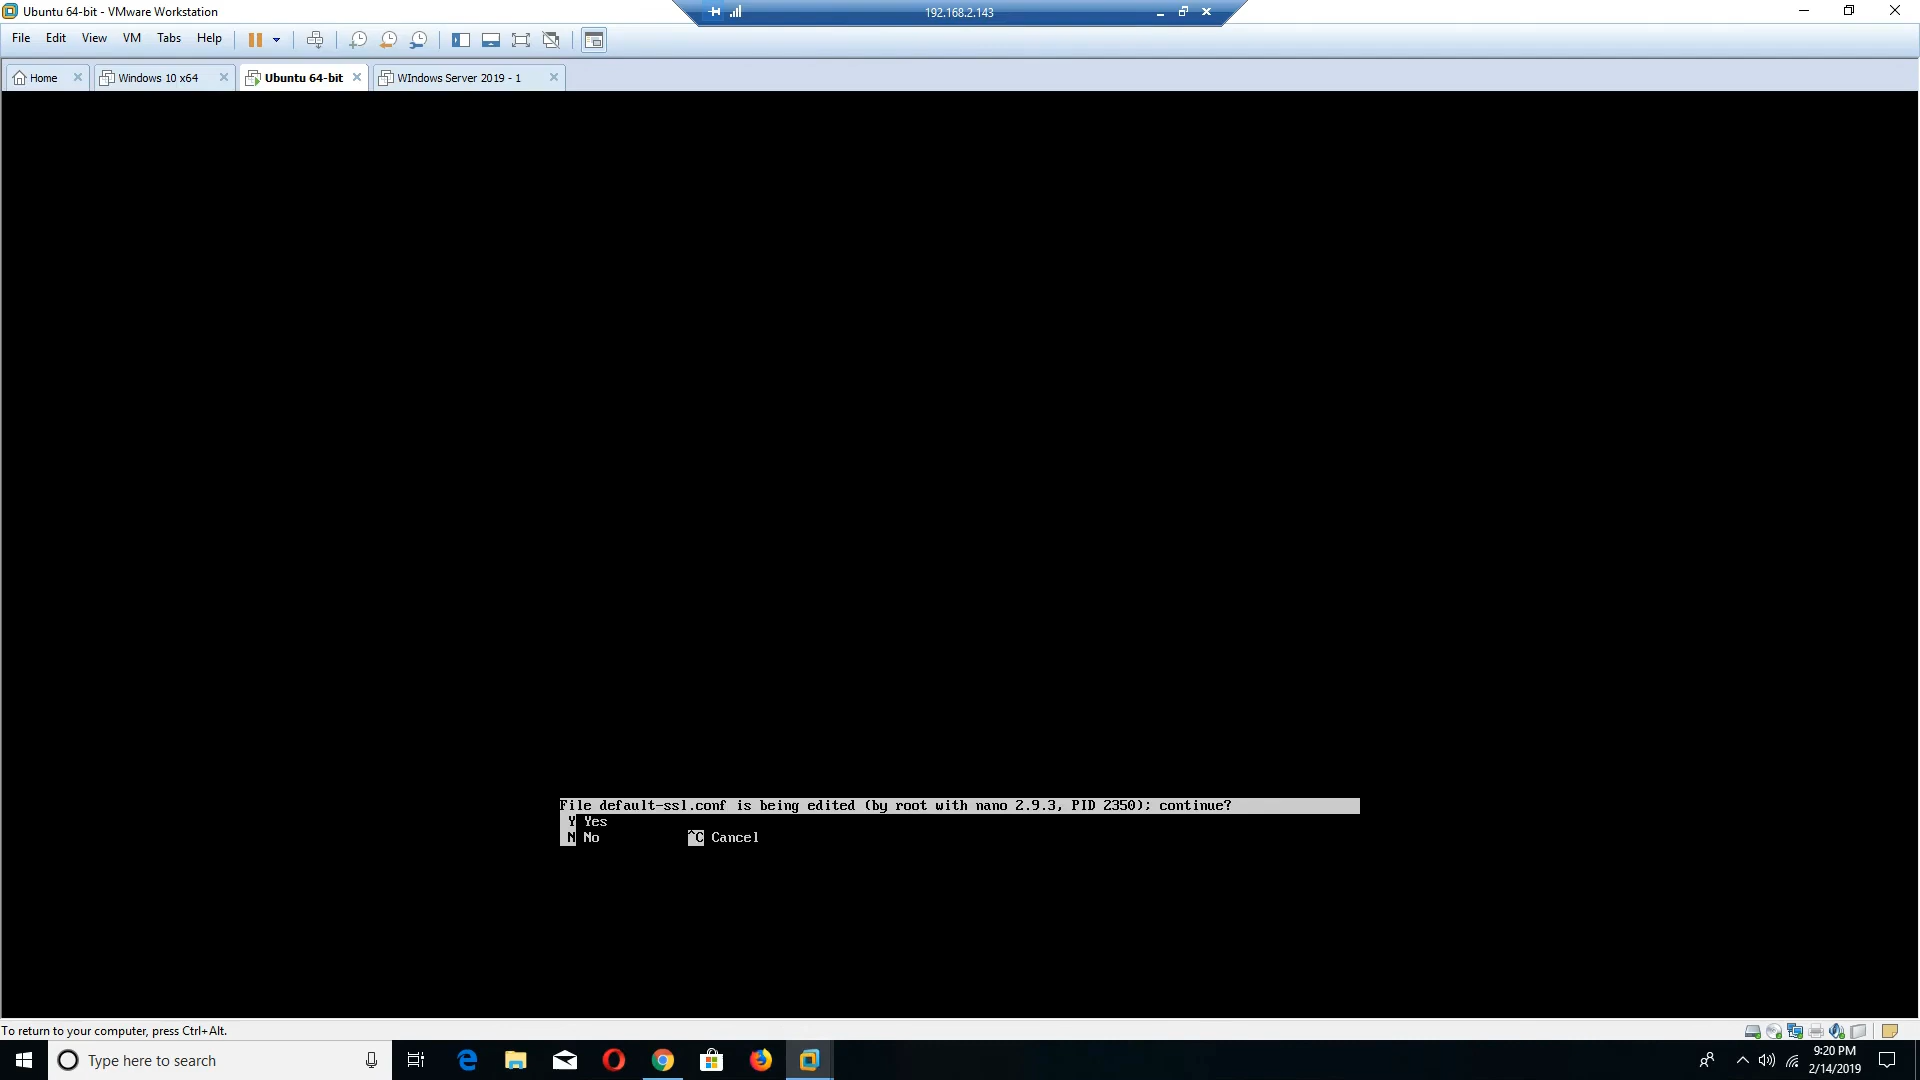 Ubuntu 64-bit - VMware Workstation
192.168.2.143
File Edit View VM Tabs Help
Home
Windows 10 x64
Ubuntu 64-bit
WIndows Server 2019 - 1
File default-ssl.conf is being edited (by root with nano 2.9.3, PID 2350); continue?
Y Yes
N No ^C Cancel
To return to your computer, press Ctrl+Alt.
Type here to search
9:20 PM
2/14/2019